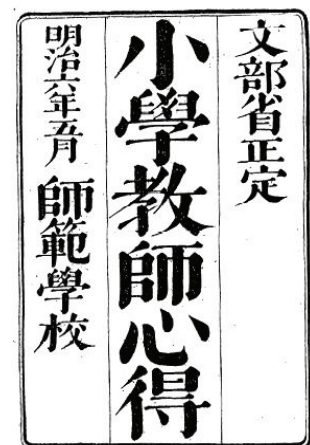 文部省正定
小學教師心得
明治六年五月 師範學校